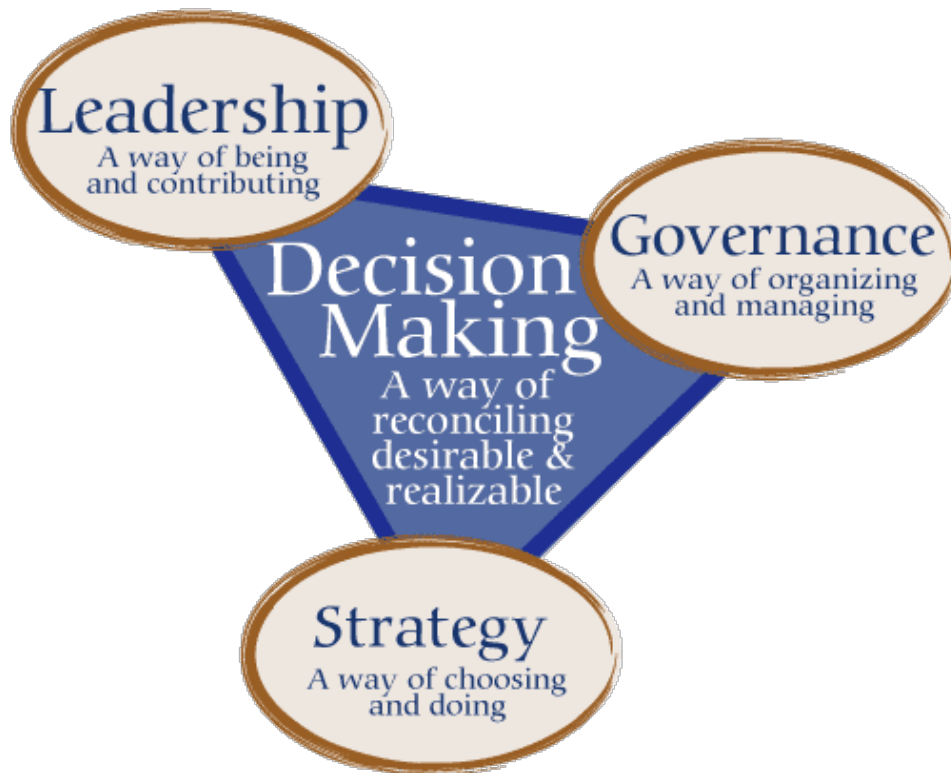 Leadership
A way of being
and contributing
Governance
A way of organizing
and managing
Decision
Making
A way of
reconciling
desirable &
realizable
Strategy
A way of choosing
and doing